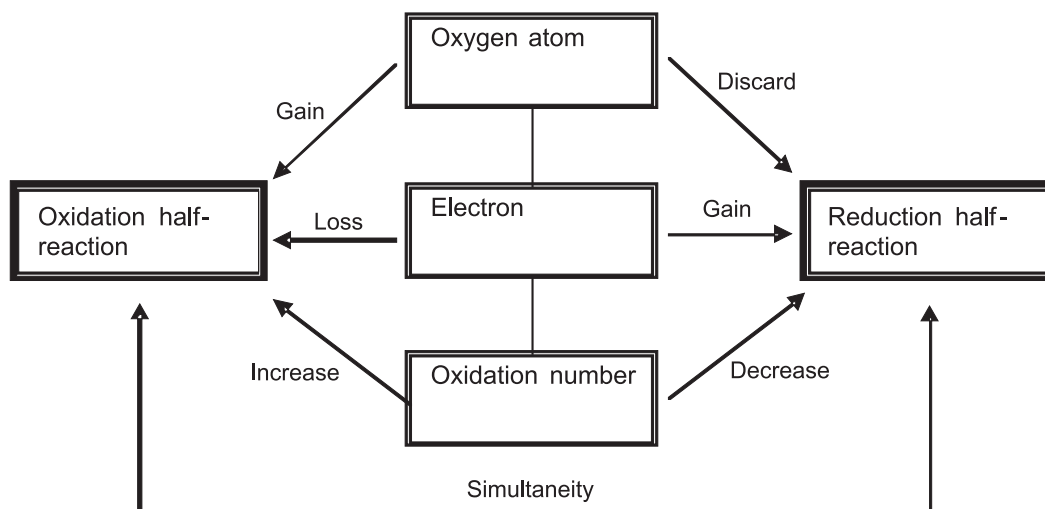 Oxygen atom
Discard
Gain
Oxidation half-
reaction
Loss
Electron
Gain
Reduction half-
reaction
Increase
Oxidation number
Decrease
Simultaneity